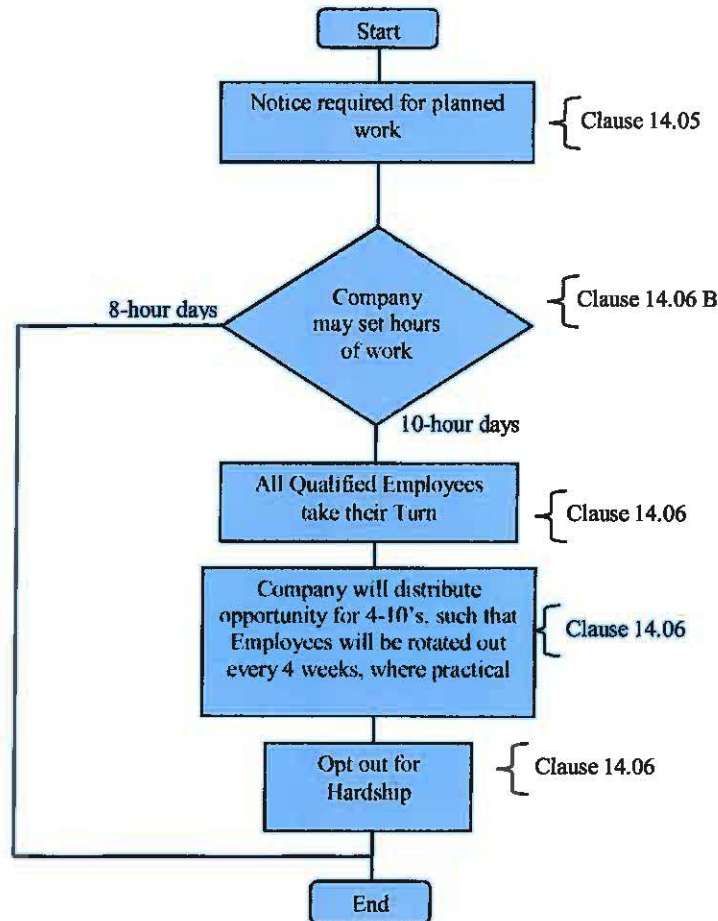 Start
Notice required for planned
work
Clause 14.05
Company
may set hours
of work
Clause 14.06 B
8-hour days
10-hour days
All Qualified Employees
take their Turn
Clause 14.06
Company will distribute
opportunity for 4-10's, such that
Employees will be rotated out
every 4 weeks, where practical
Clause 14.06
Opt out for
Hardship
Clause 14.06
End